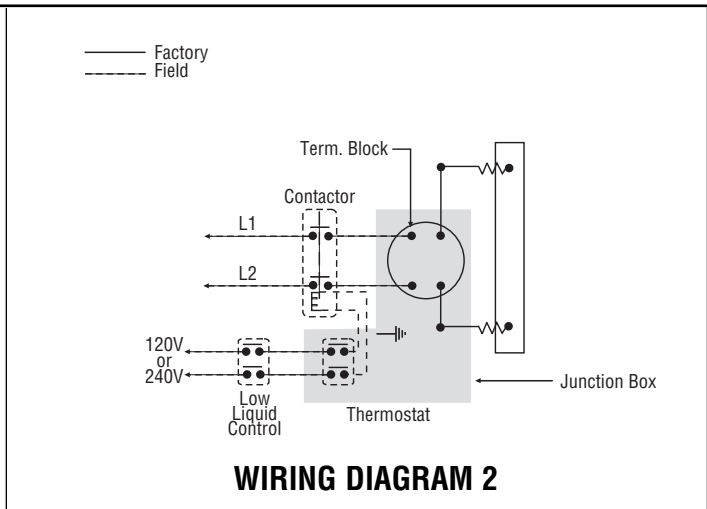 Factory
Field
Term. Block
Contactor
L1
L2
120V
or
240V
Low
Liquid
Control
Thermostat
Junction Box
WIRING DIAGRAM 2